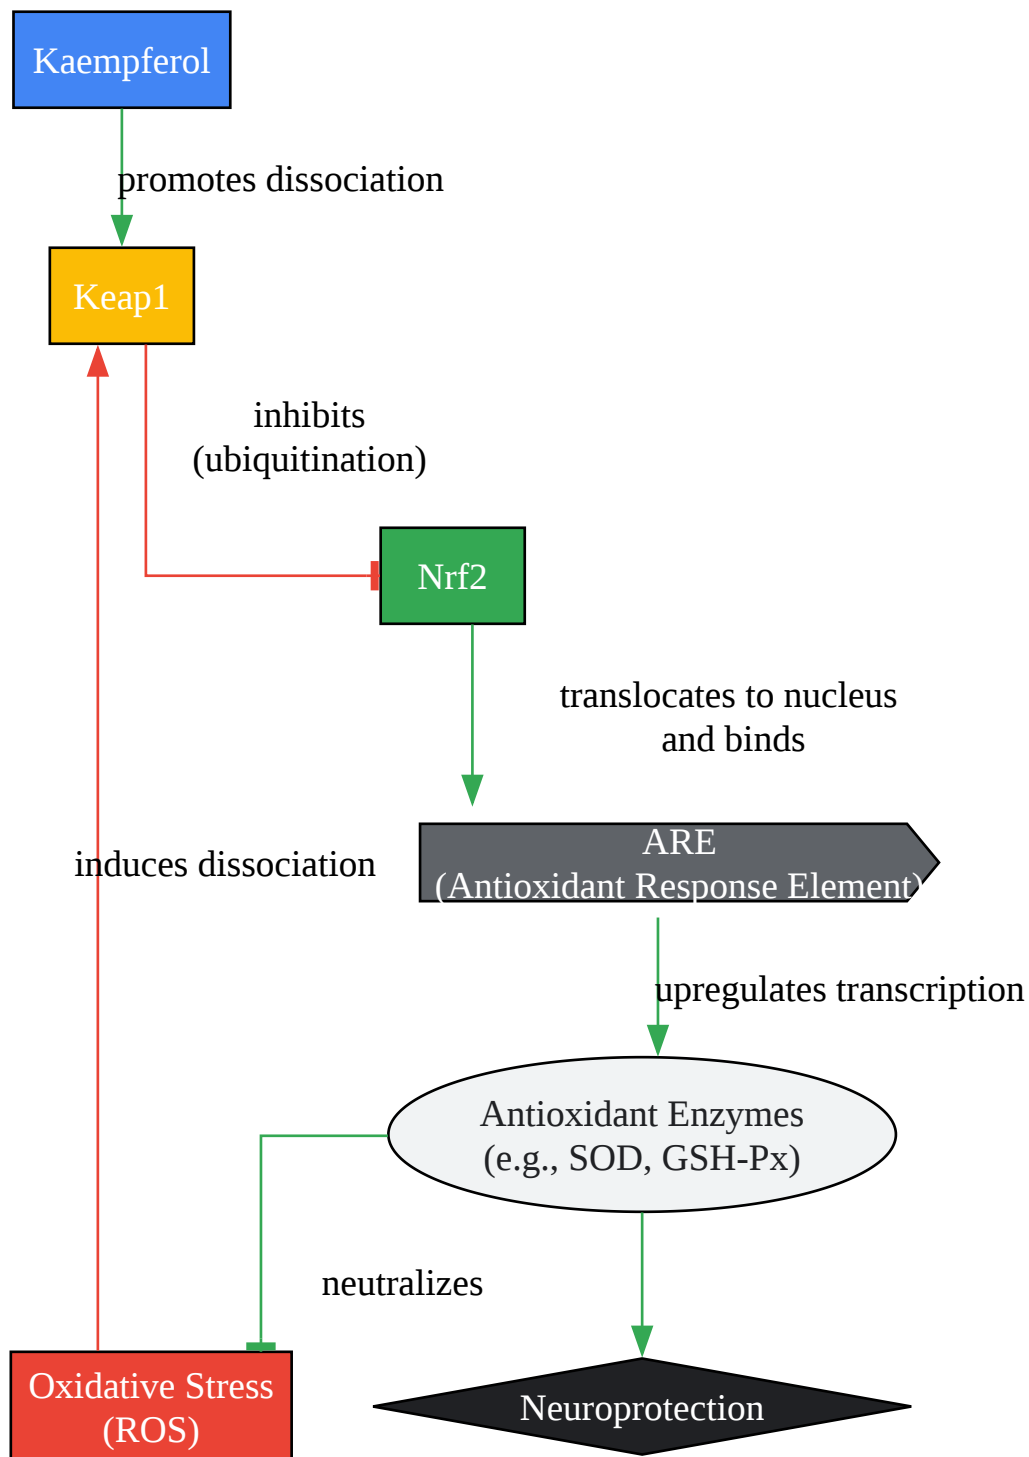 Kaempferol
promotes dissociation
Keap1
inhibits
(ubiquitination)
Nrf2
translocates to nucleus
and binds
ARE
(Antioxidant Response Element)
induces dissociation
upregulates transcription
Antioxidant Enzymes
(e.g., SOD, GSH-Px)
neutralizes
Oxidative Stress
(ROS)
Neuroprotection